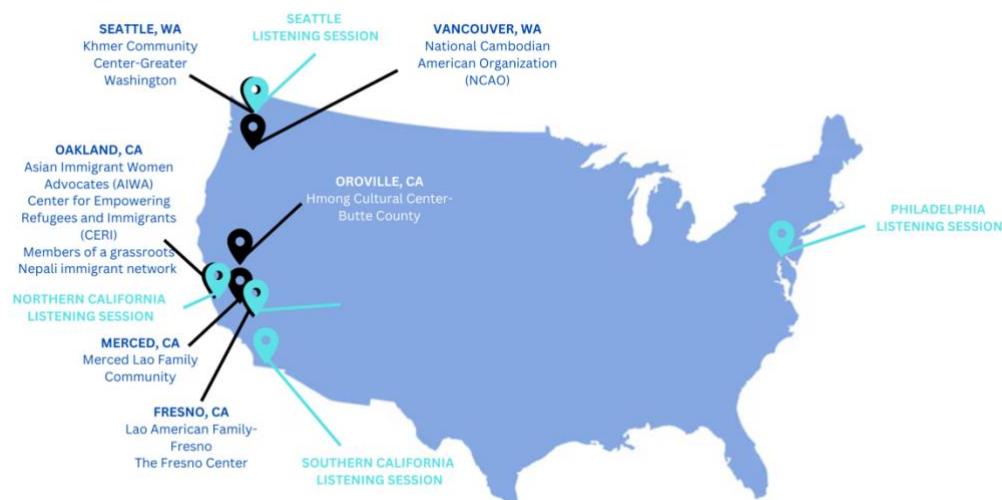 SEATTLE
LISTENING SESSION
SEATTLE, WA
Khmer Community
Center-Greater
Washington
VANCOUVER, WA
National Cambodian
American Organization
(NCAO)
OAKLAND, CA
Asian Immigrant Women
Advocates (AIWA)
Center for Empowering
Refugees and Immigrants
(CERI)
Members of a grassroots
Nepali immigrant network
OROVILLE, CA
Hmong Cultural Center-
Butte County
PHILADELPHIA
LISTENING SESSION
NORTHERN CALIFORNIA
LISTENING SESSION
MERCED, CA
Merced Lao Family
Community
FRESNO, CA
Lao American Family-
Fresno
The Fresno Center
SOUTHERN CALIFORNIA
LISTENING SESSION